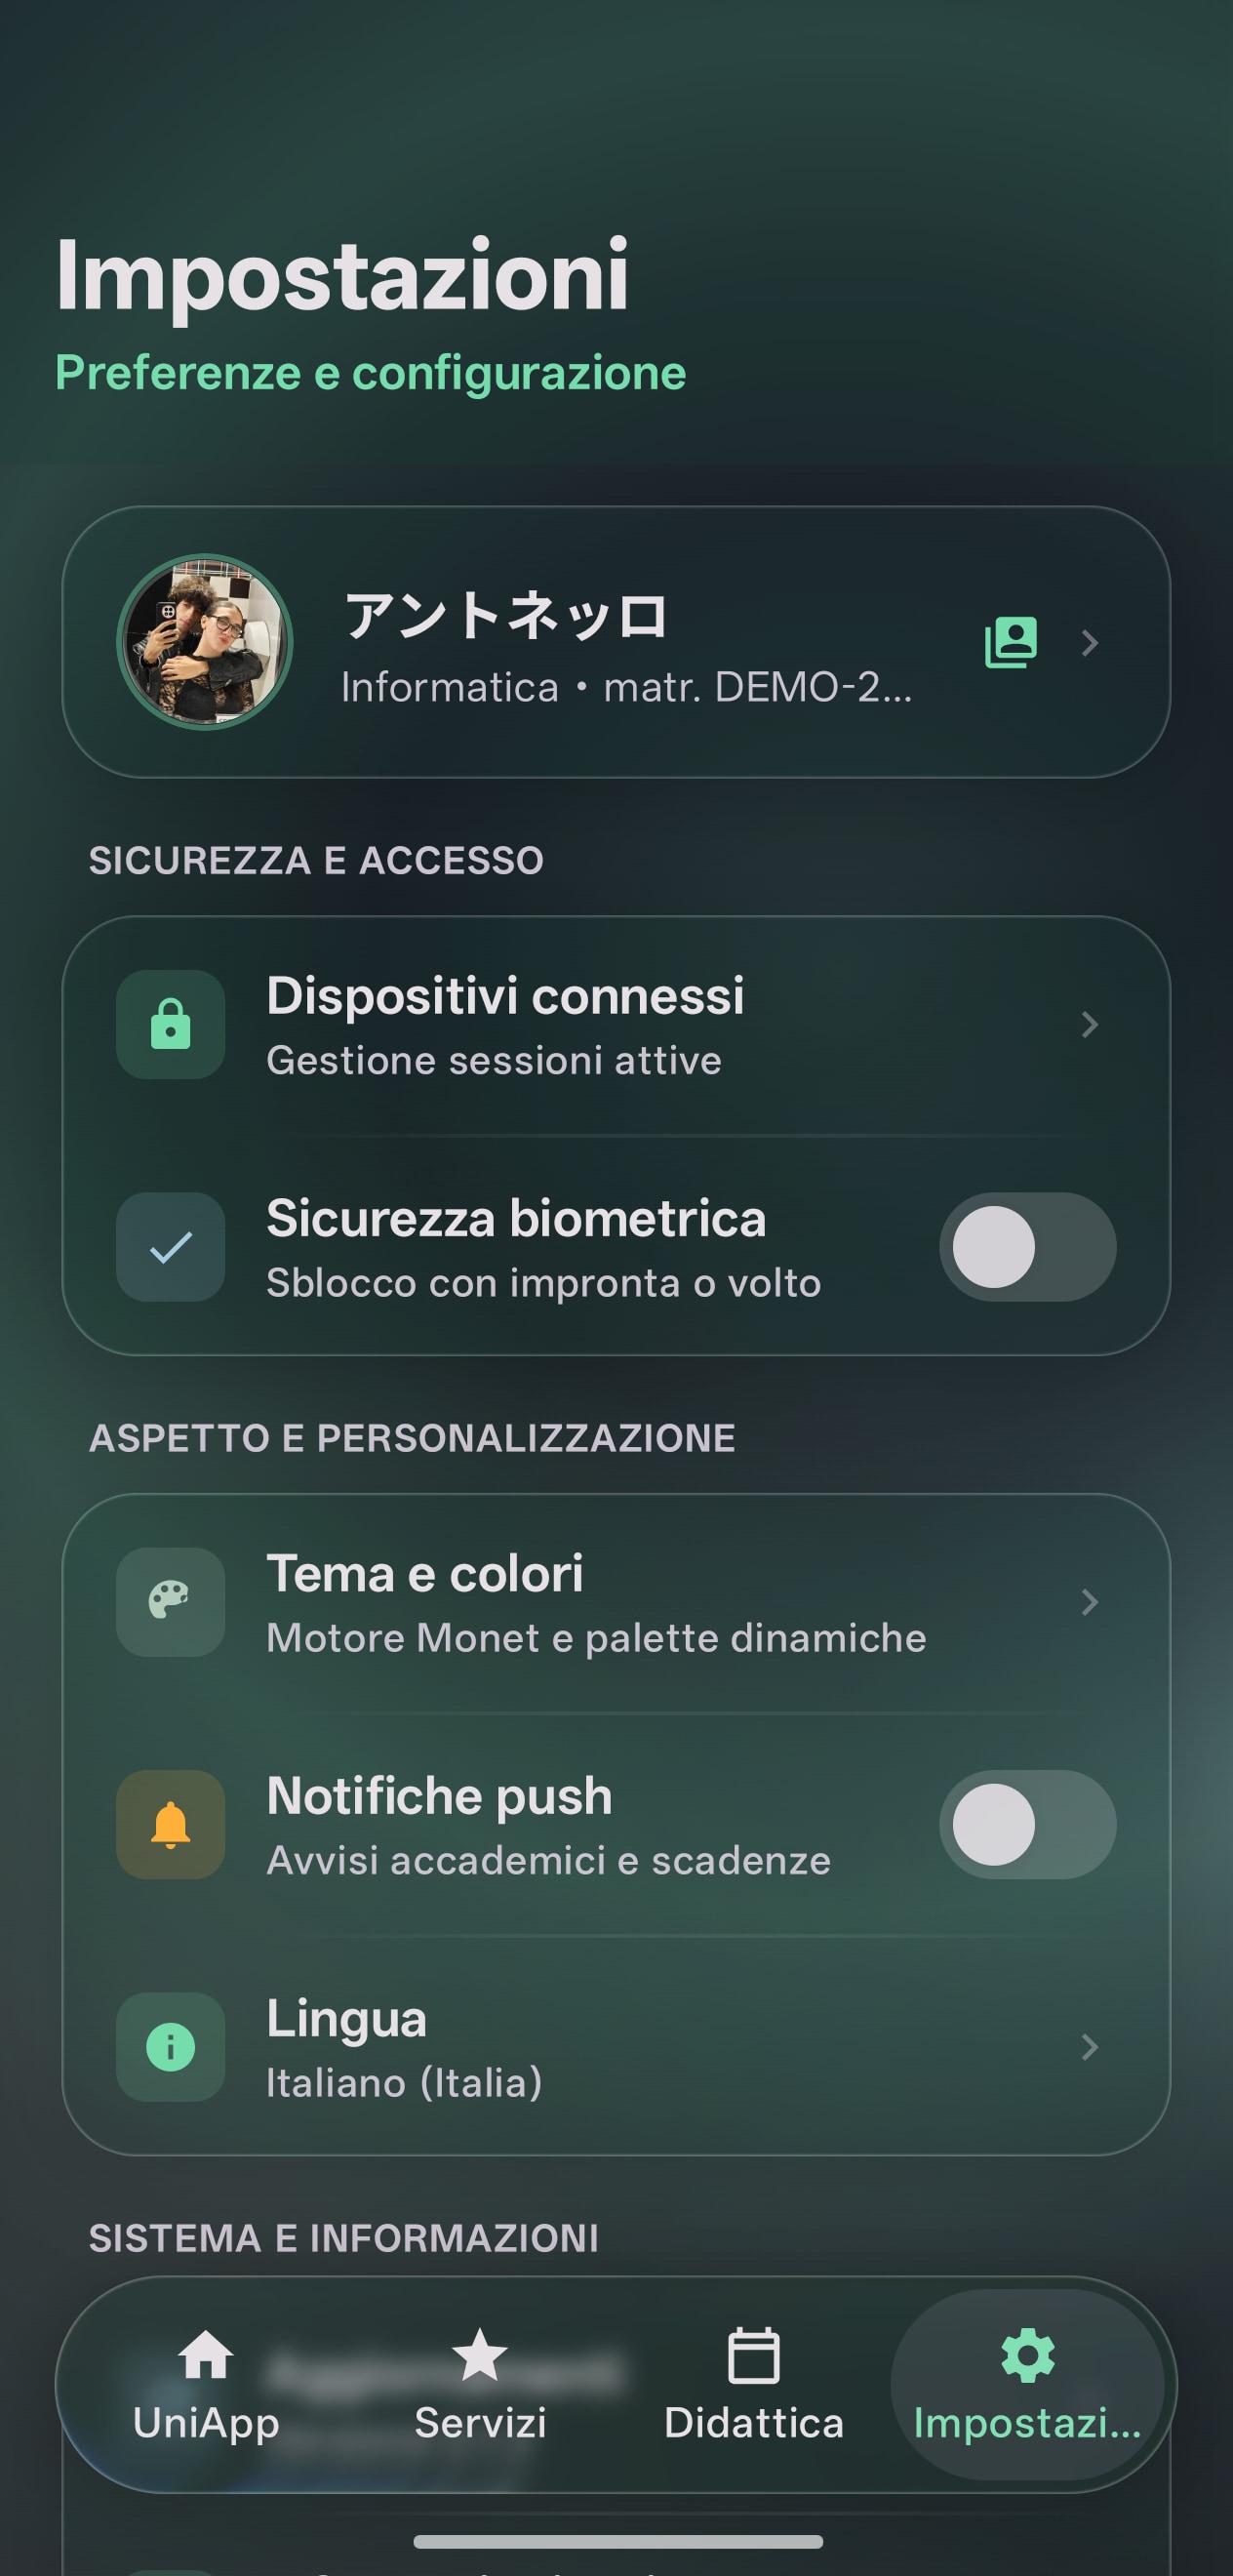 Impostazioni
Preferenze e configurazione
アントネッロ
Informatica • matr. DEMO-2...
SICUREZZA E ACCESSO
Dispositivi connessi
Gestione sessioni attive
Sicurezza biometrica
Sblocco con impronta o volto
ASPETTO E PERSONALIZZAZIONE
Tema e colori
Motore Monet e palette dinamiche
Notifiche push
Avvisi accademici e scadenze
Lingua
Italiano (Italia)
SISTEMA E INFORMAZIONI
UniApp
Servizi
Didattica
Impostazi...